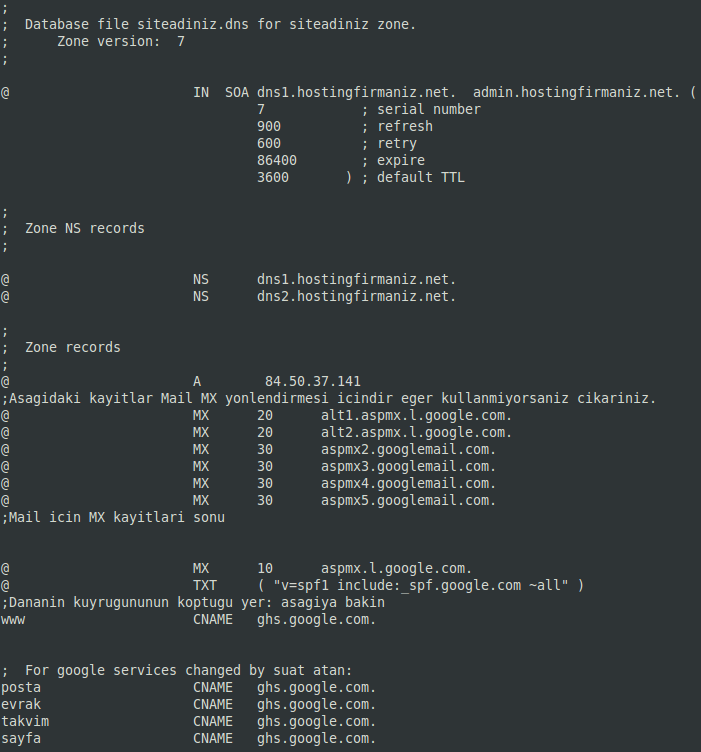 ;
;  Database file siteadiniz.dns for siteadiniz zone.
;      Zone version:  7
;
@                       IN  SOA dns1.hostingfirmaniz.net.  admin.hostingfirmaniz.net. (
                                7            ; serial number
                                900          ; refresh
                                600          ; retry
                                86400        ; expire
                                3600       ) ; default TTL
;
;  Zone NS records
;
@                       NS      dns1.hostingfirmaniz.net.
@                       NS      dns2.hostingfirmaniz.net.
;
;  Zone records
;
@                       A        84.50.37.141
;Asagidaki kayitlar Mail MX yonlendirmesi icindir eger kullanmiyorsaniz cikariniz.
@                       MX      20      alt1.aspmx.l.google.com.
@                       MX      20      alt2.aspmx.l.google.com.
@                       MX      30      aspmx2.googlemail.com.
@                       MX      30      aspmx3.googlemail.com.
@                       MX      30      aspmx4.googlemail.com.
@                       MX      30      aspmx5.googlemail.com.
;Mail icin MX kayitlari sonu
@                       MX      10      aspmx.l.google.com.
@                       TXT     ( "v=spf1 include:_spf.google.com ~all" )
;Dananin kuyrugununun koptugu yer: asagiya bakin
www                     CNAME   ghs.google.com.
;  For google services changed by suat atan:
posta                   CNAME   ghs.google.com.
evrak                   CNAME   ghs.google.com.
takvim                  CNAME   ghs.google.com.
sayfa                   CNAME   ghs.google.com.